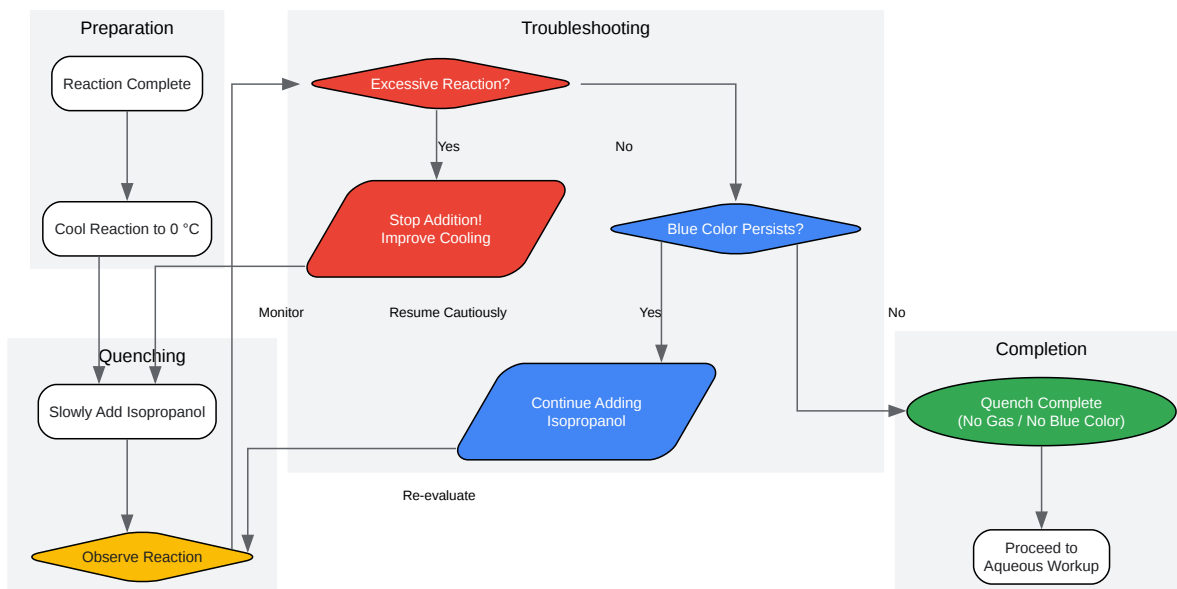 Preparation
Reaction Complete
Cool Reaction to 0 °C
Troubleshooting
Excessive Reaction?
Yes
No
Stop Addition!
Improve Cooling
Blue Color Persists?
Monitor
Resume Cautiously
Yes
No
Quenching
Slowly Add Isopropanol
Observe Reaction
Continue Adding
Isopropanol
Re-evaluate
Completion
Quench Complete
(No Gas / No Blue Color)
Proceed to
Aqueous Workup